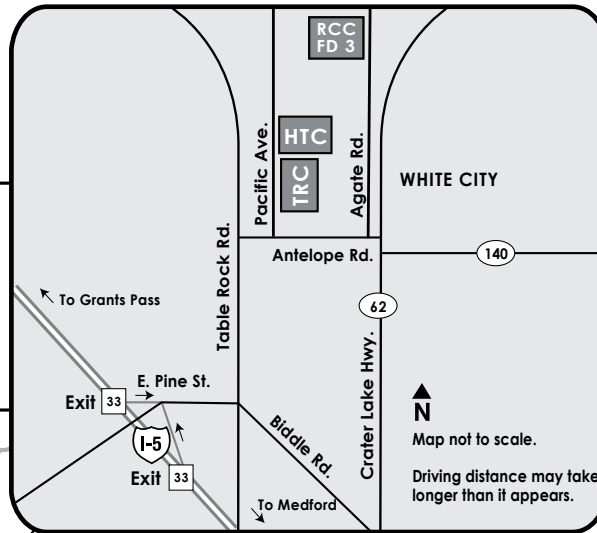 RCC
FD 3
HTC
TRC
Pacific Ave.
Agate Rd.
WHITE CITY
Table Rock Rd.
Antelope Rd.
140
62
To Grants Pass
E. Pine St.
Exit 33
I-5
Exit 33
Biddle Rd.
Crater Lake Hwy.
N
Map not to scale.
Driving distance may take
longer than it appears.
To Medford